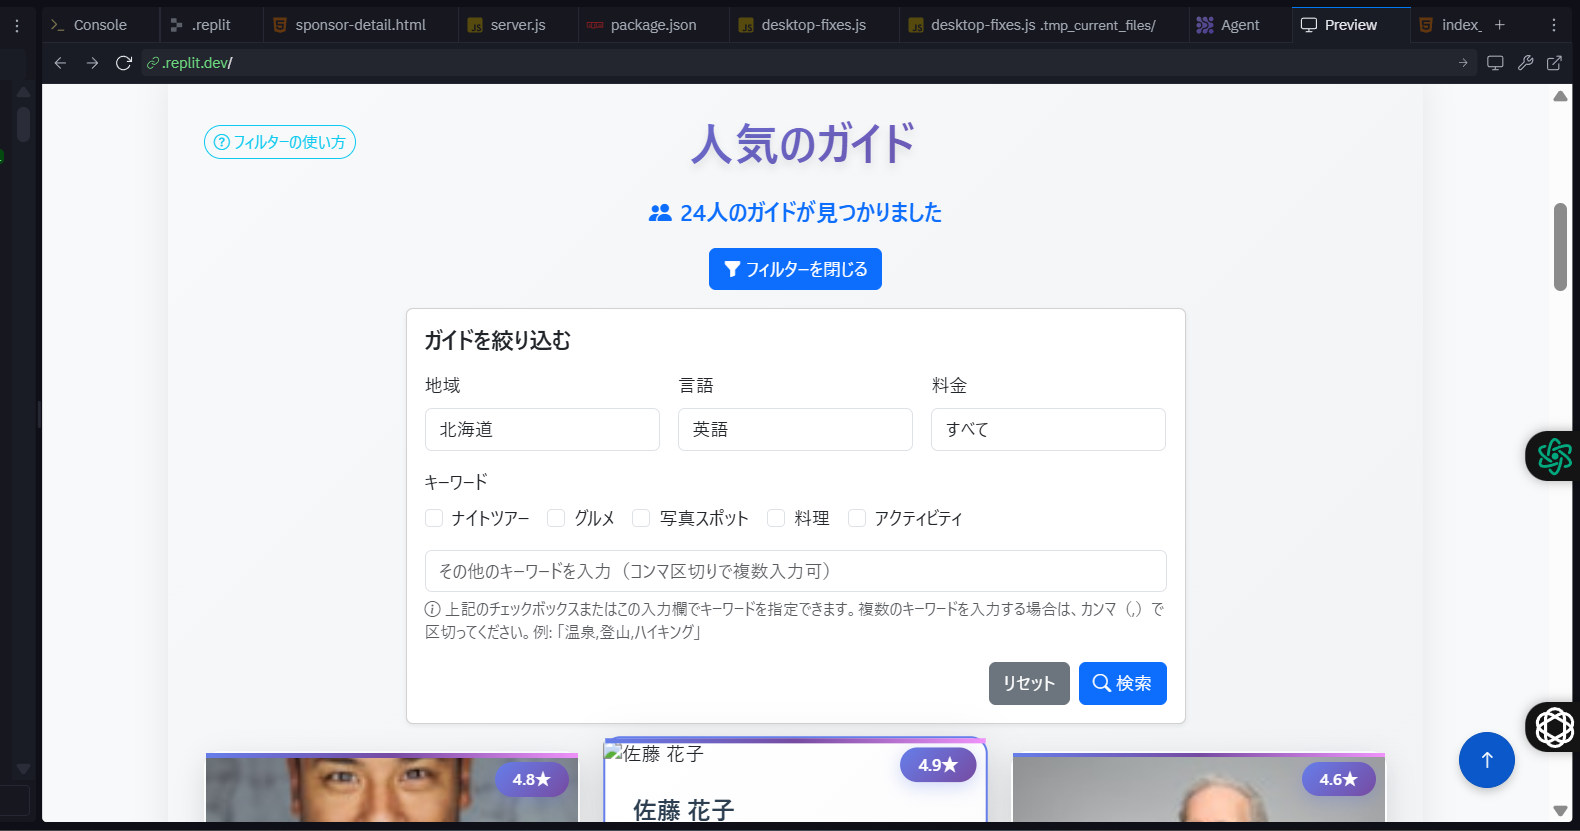 Console
.replit
sponsor-detail.html
server.js
package.json
desktop-fixes.js
desktop-fixes.js .tmp_current_files/
Agent
Preview
index_
.replit.dev/
フィルターの使い方
人気のガイド
24人のガイドが見つかりました
フィルターを閉じる
ガイドを絞り込む
地域 言語 料金
北海道 英語 すべて
キーワード
ナイトツアー グルメ 写真スポット 料理 アクティビティ
その他のキーワードを入力（コンマ区切りで複数入力可）
上記のチェックボックスまたはこの入力欄でキーワードを指定できます。複数のキーワードを入力する場合は、カンマ（,）で
区切ってください。例:「温泉,登山,ハイキング」
リセット 検索
佐藤 花子
4.8★ 4.9★ 4.6★
佐藤 花子